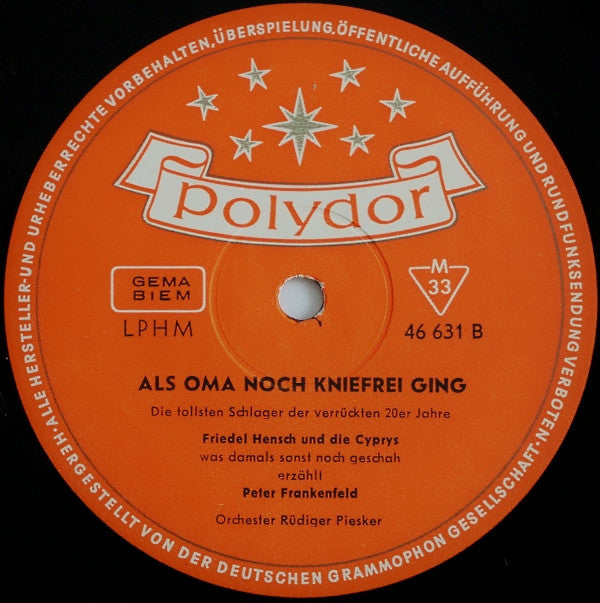 ALLE HERSTELLER- UND URHEBERRECHTE VORBEHALTEN, ÜBERSPIELUNG, ÖFFENTLICHE AUFFÜHRUNG UND RUNDFUNKSENDUNG VERBOTEN·
polydor
GEMA
BIEM
LPHM
M
33
46 631 B
ALS OMA NOCH KNIEFREI GING
Die tollsten Schlager der verrückten 20er Jahre
Friedel Hensch und die Cyprys
was damals sonst noch geschah
erzählt
Peter Frankenfeld
Orchester Rüdiger Piesker
HERGESTELLT VON DER DEUTSCHEN GRAMMOPHON GESELLSCHAFT·